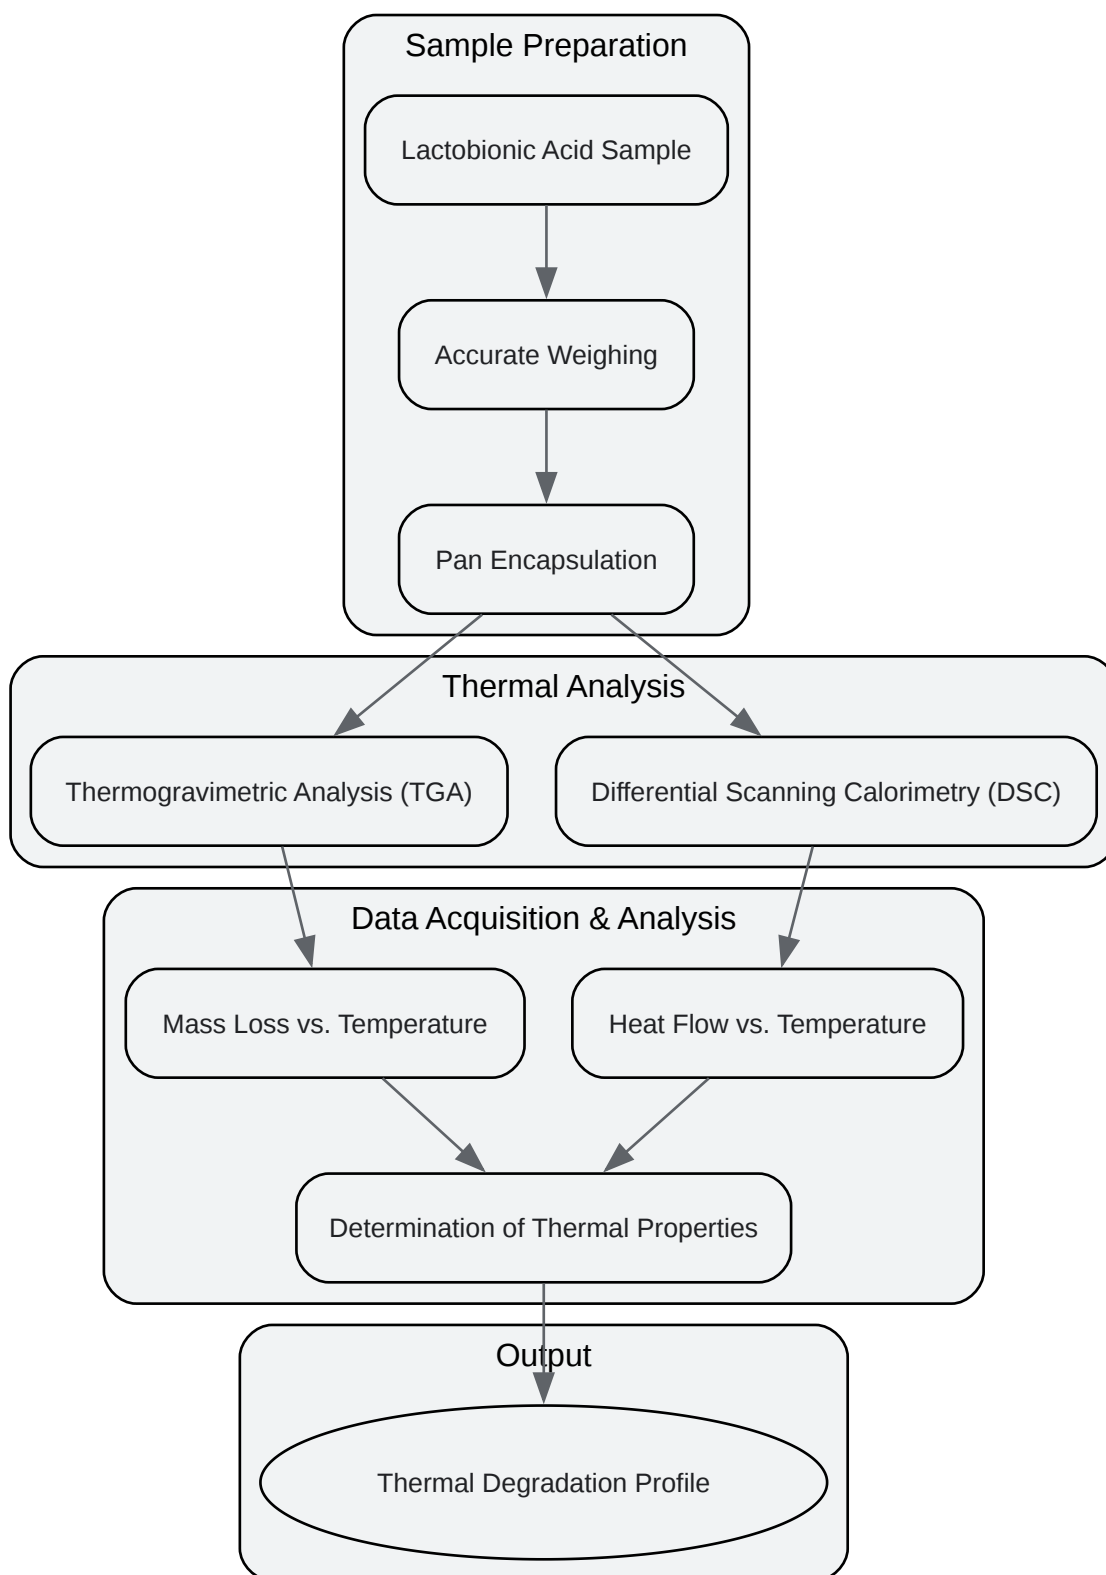 Sample Preparation
Lactobionic Acid Sample
Accurate Weighing
Pan Encapsulation
Thermal Analysis
Thermogravimetric Analysis (TGA)
Differential Scanning Calorimetry (DSC)
Data Acquisition & Analysis
Mass Loss vs. Temperature
Heat Flow vs. Temperature
Determination of Thermal Properties
Output
Thermal Degradation Profile